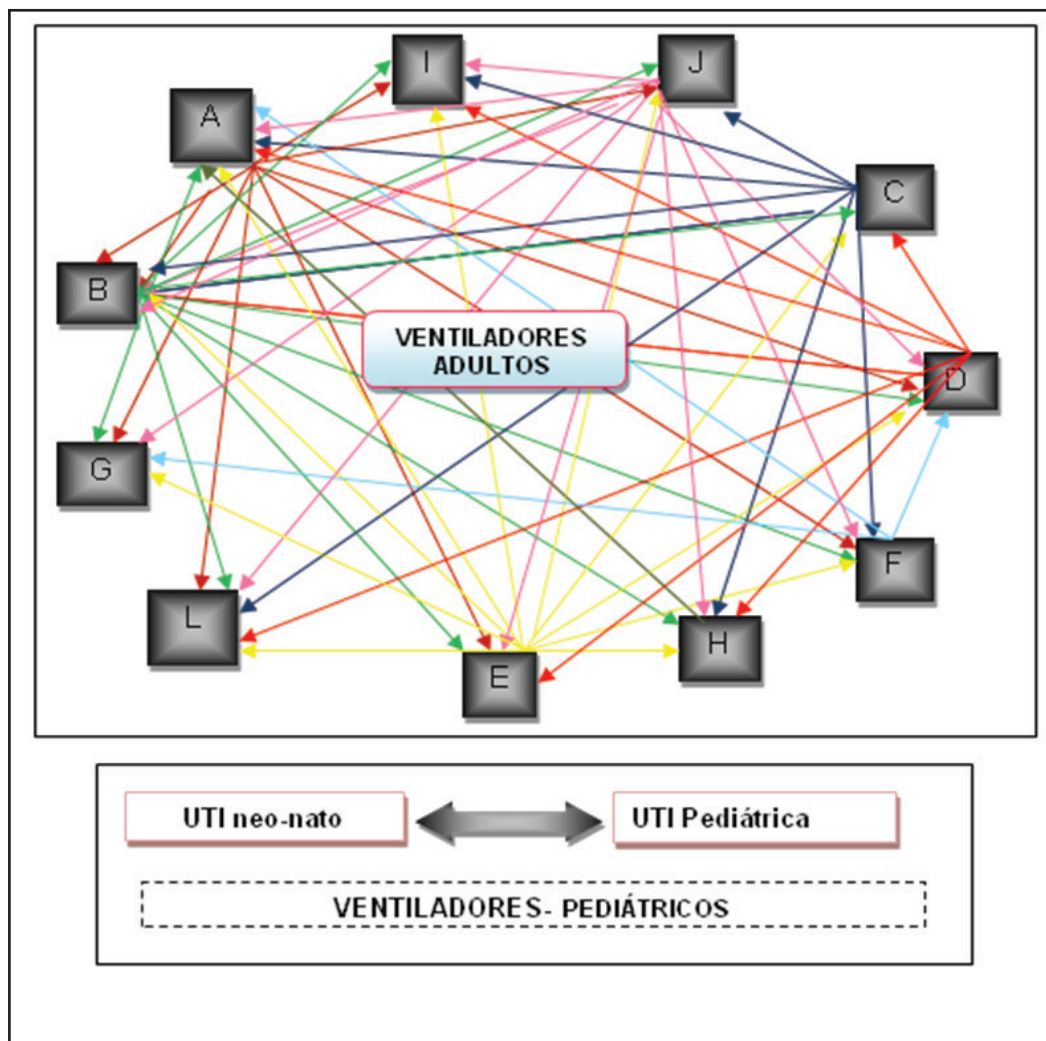 I
J
A
C
B
VENTILADORES
ADULTOS
D
G
F
L
H
E
UTI neo-nato
UTI Pediátrica
VENTILADORES- PEDIÁTRICOS